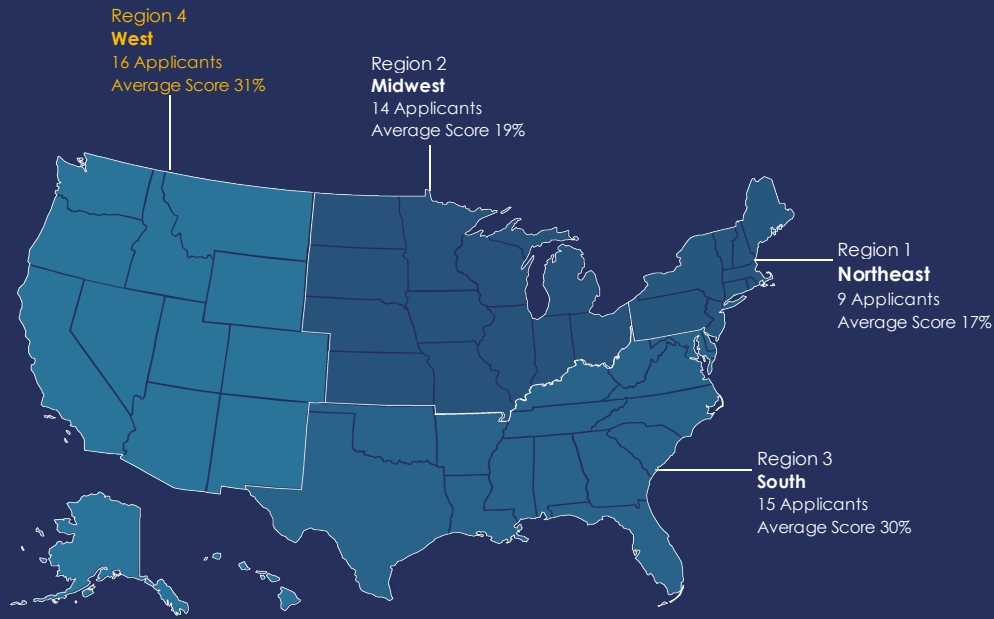 Region 4
West
16 Applicants
Average Score 31%
Region 2
Midwest
14 Applicants
Average Score 19%
Region 1
Northeast
9 Applicants
Average Score 17%
Region 3
South
15 Applicants
Average Score 30%